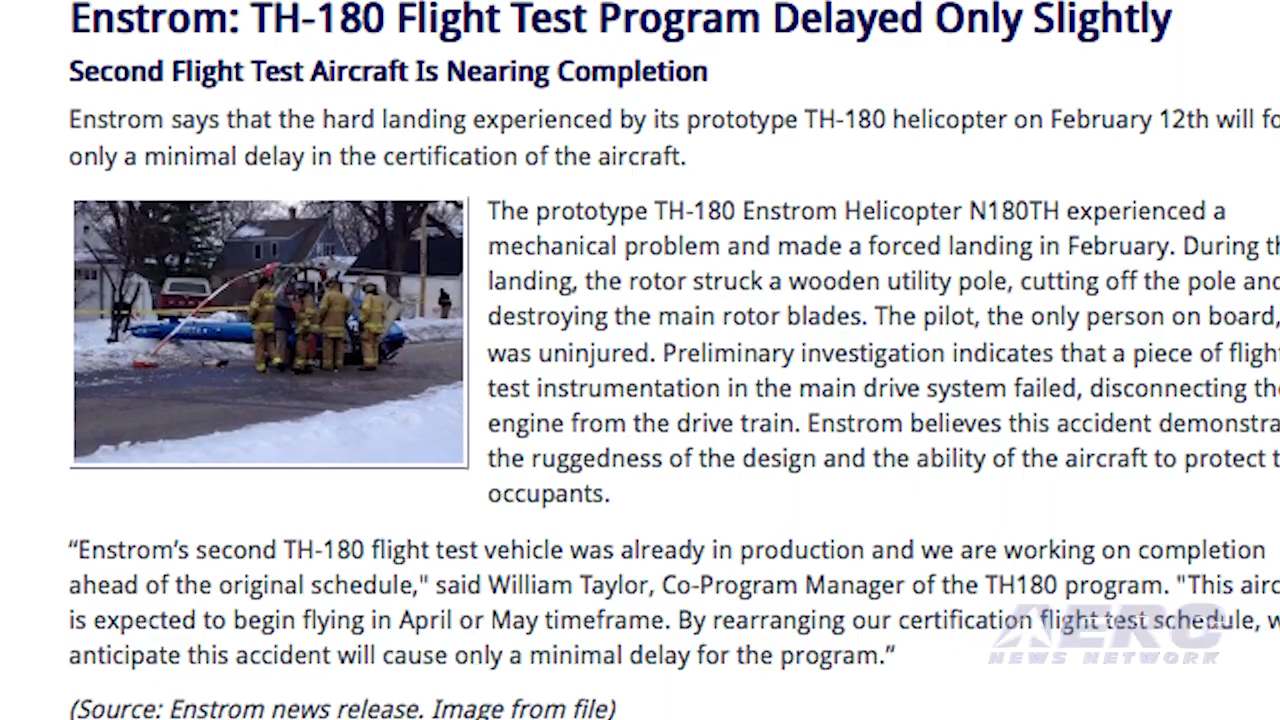 Enstrom: TH-180 Flight Test Program Delayed Only Slightly
Second Flight Test Aircraft Is Nearing Completion
Enstrom says that the hard landing experienced by its prototype TH-180 helicopter on February 12th will fo
only a minimal delay in the certification of the aircraft.
The prototype TH-180 Enstrom Helicopter N180TH experienced a
mechanical problem and made a forced landing in February. During th
landing, the rotor struck a wooden utility pole, cutting off the pole and
destroying the main rotor blades. The pilot, the only person on board,
was uninjured. Preliminary investigation indicates that a piece of flight
test instrumentation in the main drive system failed, disconnecting the
engine from the drive train. Enstrom believes this accident demonstra
the ruggedness of the design and the ability of the aircraft to protect t
occupants.
“Enstrom’s second TH-180 flight test vehicle was already in production and we are working on completion
ahead of the original schedule," said William Taylor, Co-Program Manager of the TH180 program. "This airc
is expected to begin flying in April or May timeframe. By rearranging our certification flight test schedule, w
anticipate this accident will cause only a minimal delay for the program.”
AERO
NEWS NETWORK
(Source: Enstrom news release. Image from file)